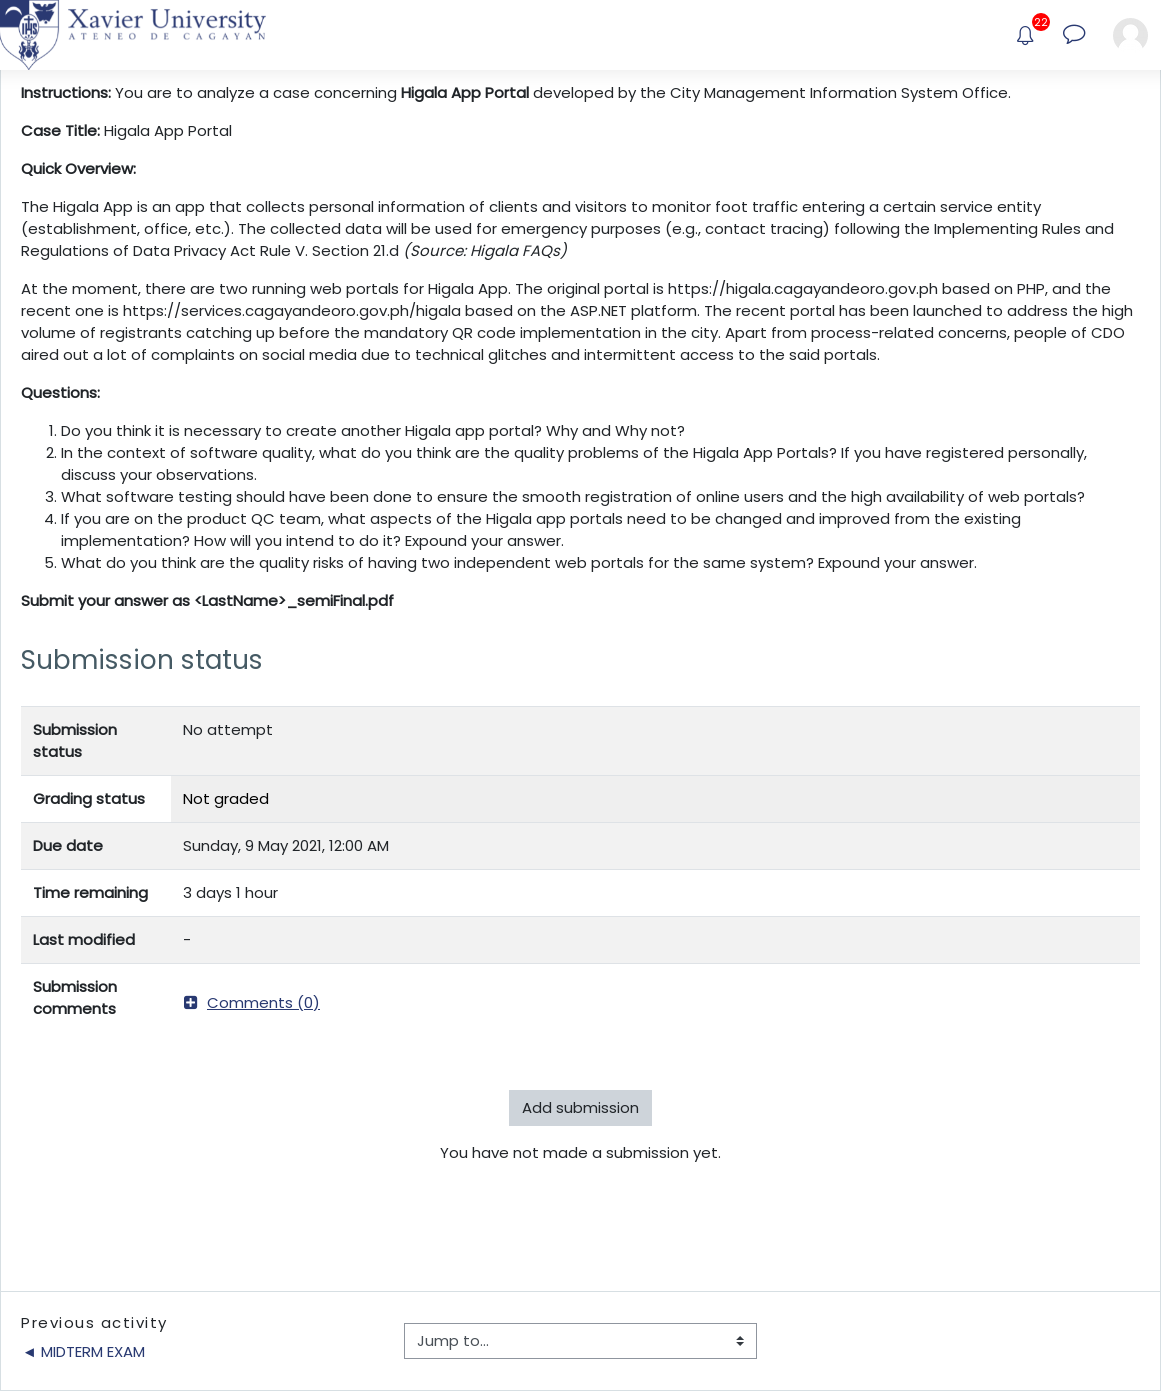 Xavier University
ATENEO DE CAGAYAN
22
Instructions: You are to analyze a case concerning Higala App Portal developed by the City Management Information System Office.
Case Title: Higala App Portal
Quick Overview:
The Higala App is an app that collects personal information of clients and visitors to monitor foot traffic entering a certain service entity
(establishment, office, etc.). The collected data will be used for emergency purposes (e.g., contact tracing) following the Implementing Rules and
Regulations of Data Privacy Act Rule V. Section 21.d (Source: Higala FAQs)
At the moment, there are two running web portals for Higala App. The original portal is https://higala.cagayandeoro.gov.ph based on PHP, and the
recent one is https://services.cagayandeoro.gov.ph/higala based on the ASP.NET platform. The recent portal has been launched to address the high
volume of registrants catching up before the mandatory QR code implementation in the city. Apart from process-related concerns, people of CDO
aired out a lot of complaints on social media due to technical glitches and intermittent access to the said portals.
Questions:
1. Do you think it is necessary to create another Higala app portal? Why and Why not?
2. In the context of software quality, what do you think are the quality problems of the Higala App Portals? If you have registered personally,
discuss your observations.
3. What software testing should have been done to ensure the smooth registration of online users and the high availability of web portals?
4. If you are on the product QC team, what aspects of the Higala app portals need to be changed and improved from the existing
implementation? How will you intend to do it? Expound your answer.
5. What do you think are the quality risks of having two independent web portals for the same system? Expound your answer.
Submit your answer as <LastName>_semiFinal.pdf
Submission status
Submission status No attempt
Grading status Not graded
Due date Sunday, 9 May 2021, 12:00 AM
Time remaining 3 days 1 hour
Last modified -
Submission comments Comments (0)
Add submission
You have not made a submission yet.
Previous activity
◄ MIDTERM EXAM
Jump to...